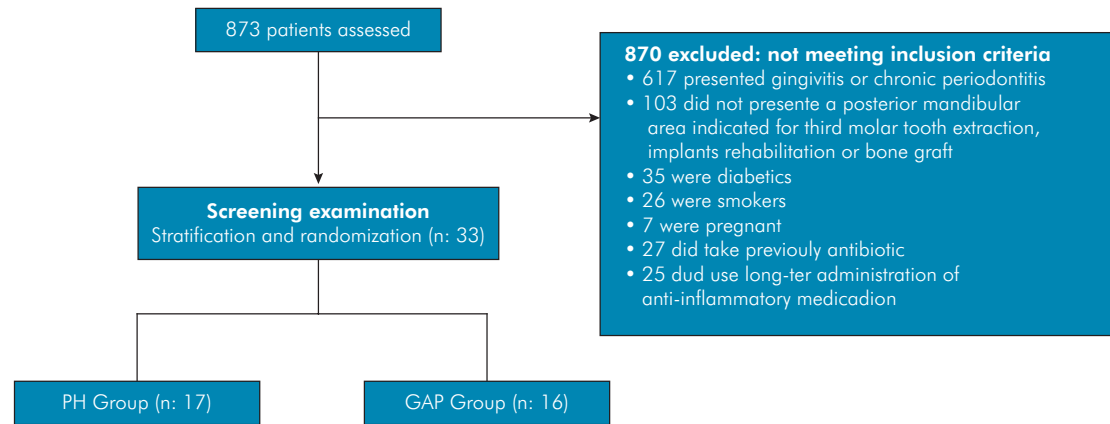 873 patients assessed
870 excluded: not meeting inclusion criteria
• 617 presented gingivitis or chronic periodontitis
• 103 did not presente a posterior mandibular
area indicated for third molar tooth extraction,
implants rehabilitation or bone graft
• 35 were diabetics
• 26 were smokers
• 7 were pregnant
• 27 did take previouly antibiotic
• 25 dud use long-ter administration of
anti-inflammatory medicadion
Screening examination
Stratification and randomization (n: 33)
PH Group (n: 17)
GAP Group (n: 16)